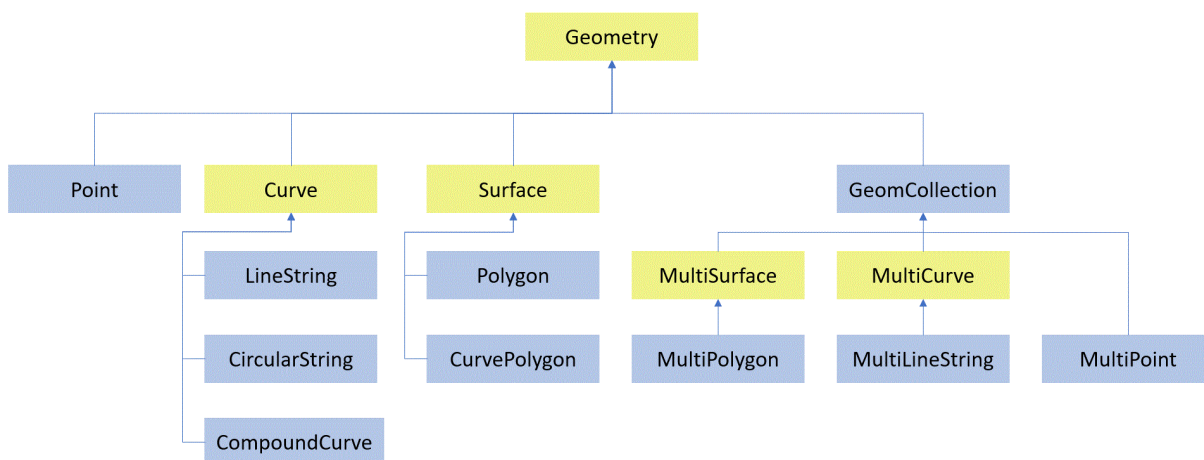 Geometry
Point
Curve
Surface
GeomCollection
LineString
Polygon
MultiSurface
MultiCurve
CircularString
CurvePolygon
MultiPolygon
MultiLineString
MultiPoint
CompoundCurve